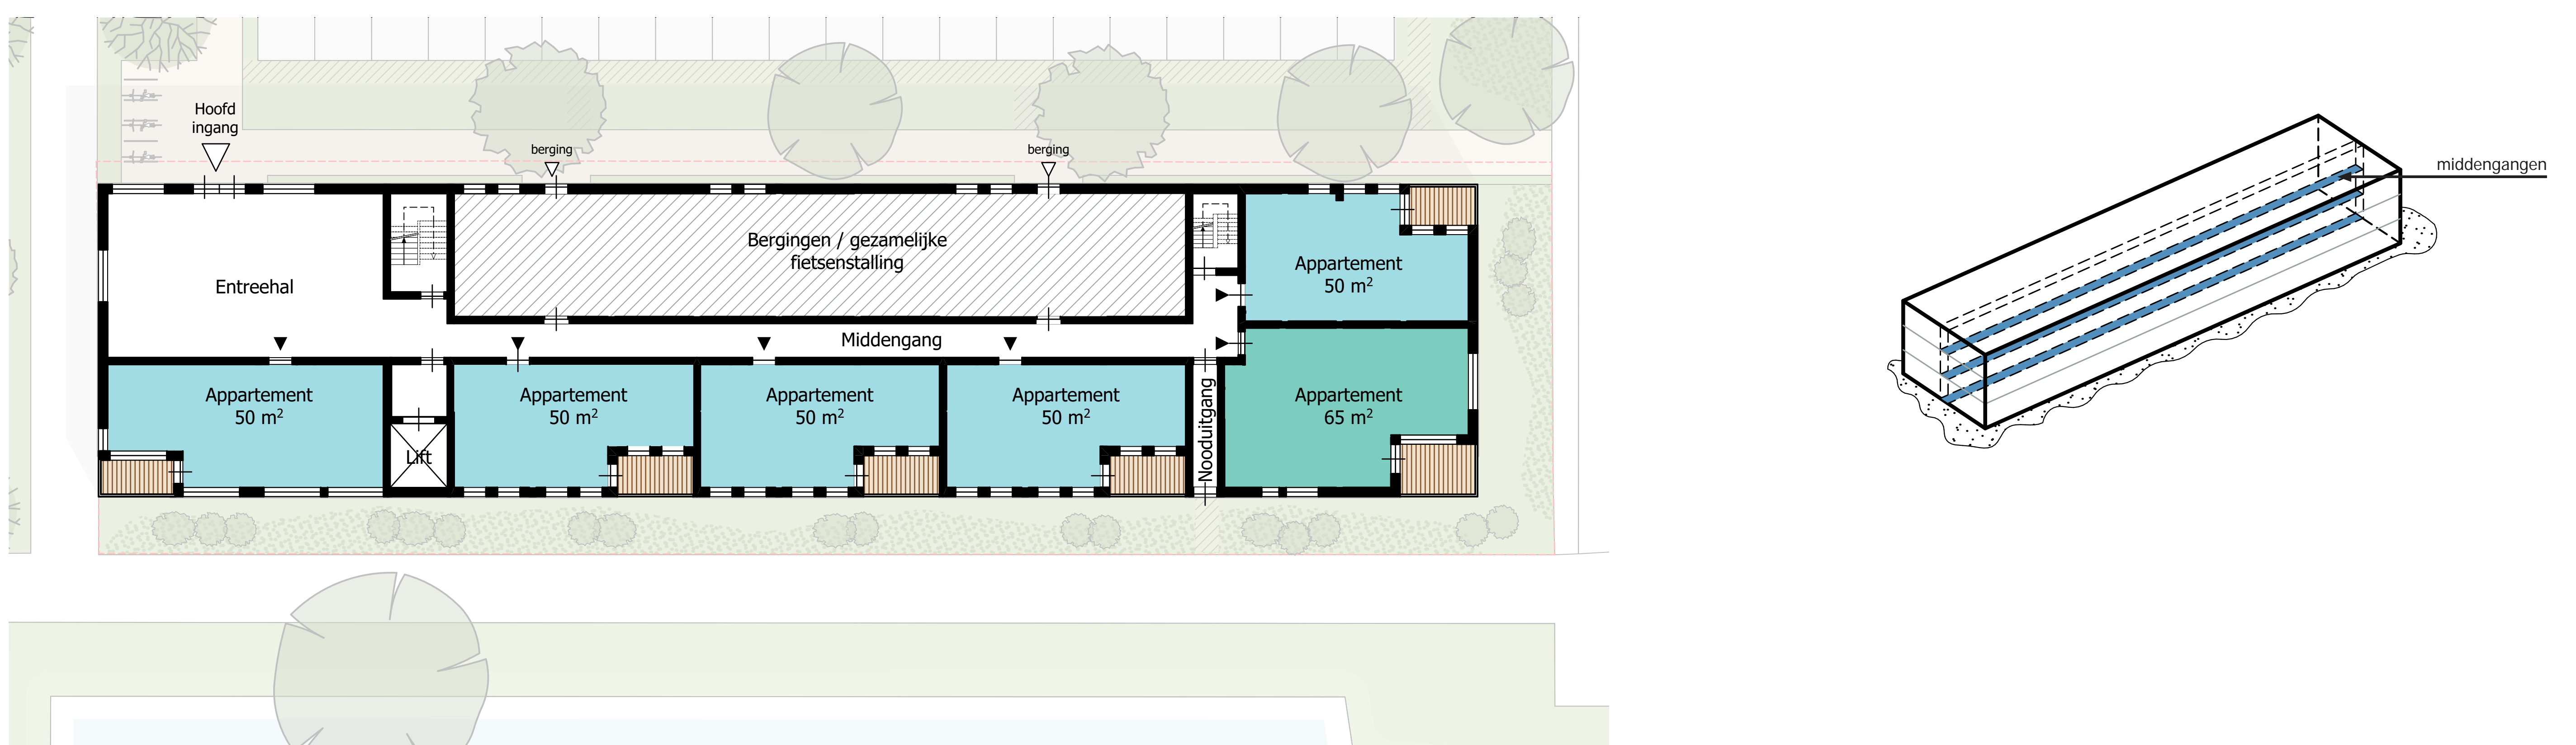 Hoofd
ingang
berging
berging
middengangen
Bergingen / gezamelijke
fietsenstalling
Entreehal
Appartement
50 m²
Middengang
Appartement
50 m²
Appartement
50 m²
Appartement
50 m²
Appartement
50 m²
Appartement
65 m²
Lift
Nooduitgang